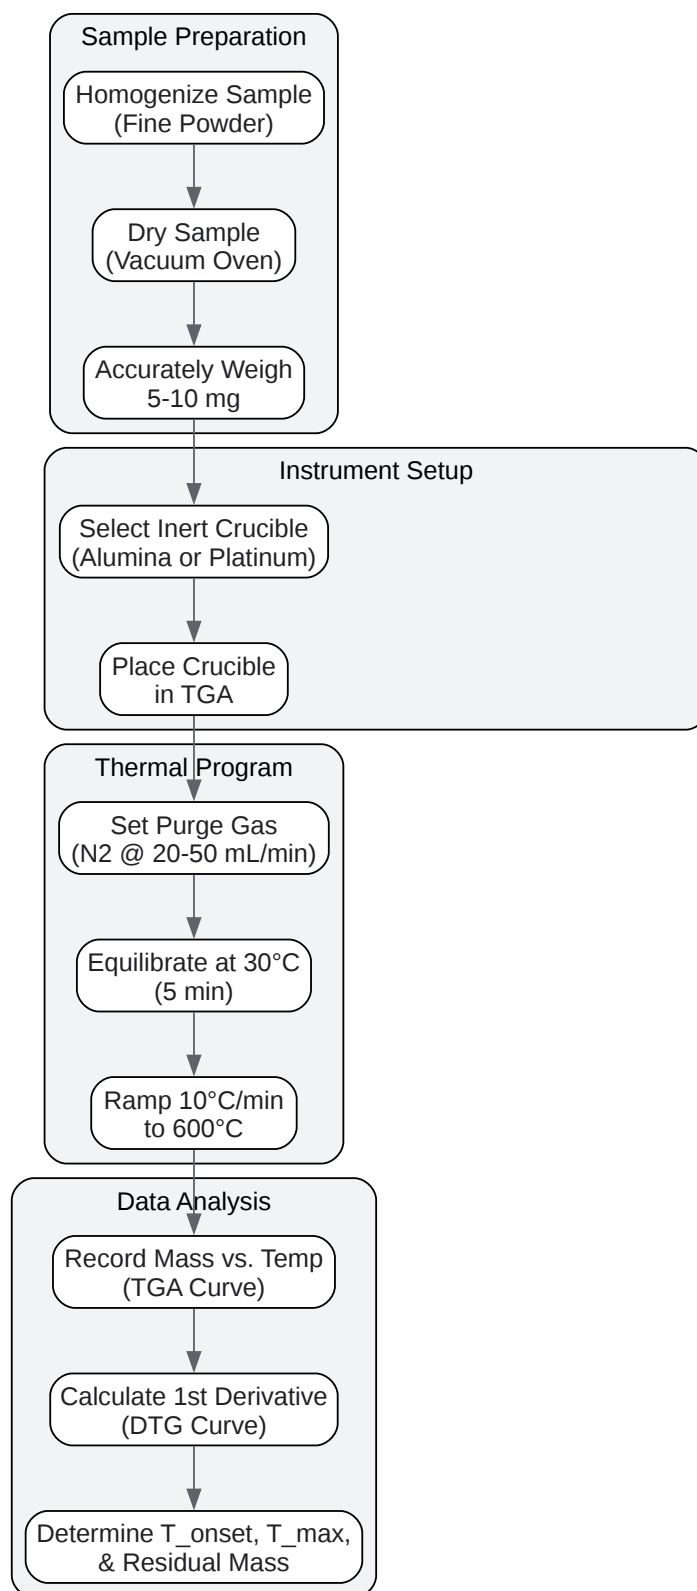 Sample Preparation
Homogenize Sample
(Fine Powder)
Dry Sample
(Vacuum Oven)
Accurately Weigh
5-10 mg
Instrument Setup
Select Inert Crucible
(Alumina or Platinum)
Place Crucible
in TGA
Thermal Program
Set Purge Gas
(N2 @ 20-50 mL/min)
Equilibrate at 30°C
(5 min)
Ramp 10°C/min
to 600°C
Data Analysis
Record Mass vs. Temp
(TGA Curve)
Calculate 1st Derivative
(DTG Curve)
Determine T_onset, T_max,
& Residual Mass